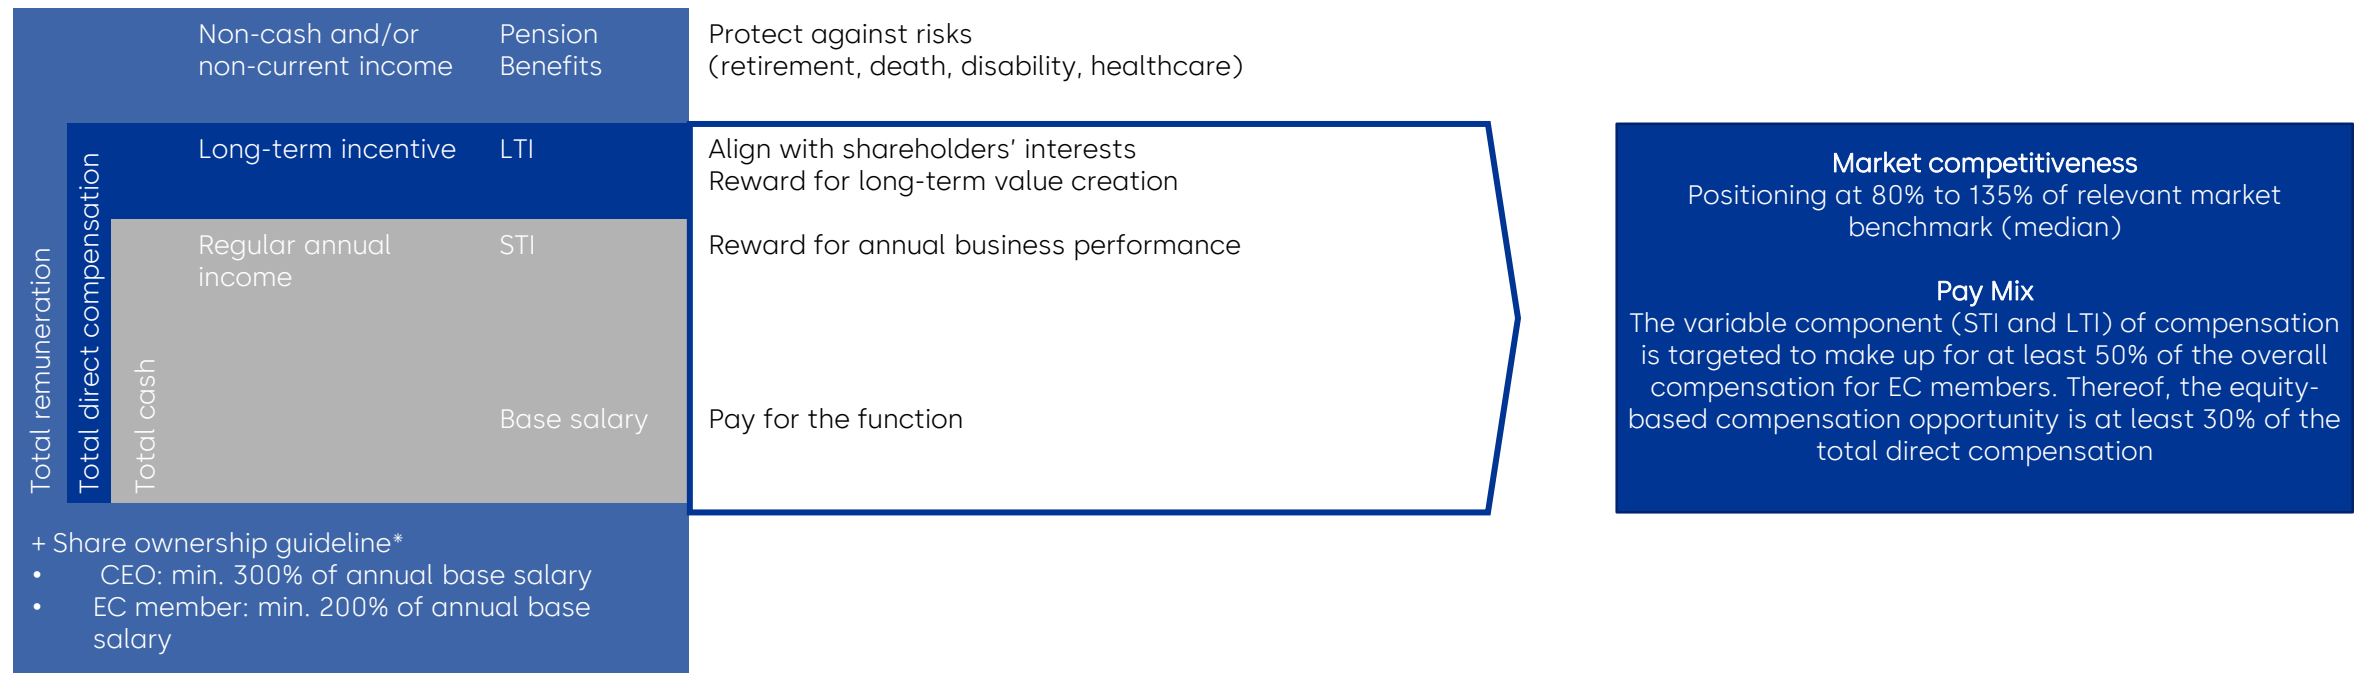 Total remuneration
Total direct compensation
Total cash
Non-cash and/or
non-current income
Pension
Benefits
Protect against risks
(retirement, death, disability, healthcare)
Long-term incentive
LTI
Align with shareholders’ interests
Reward for long-term value creation
Regular annual
income
STI
Reward for annual business performance
Base salary
Pay for the function
+ Share ownership guideline*
• CEO: min. 300% of annual base salary
• EC member: min. 200% of annual base
salary
Market competitiveness
Positioning at 80% to 135% of relevant market
benchmark (median)
Pay Mix
The variable component (STI and LTI) of compensation
is targeted to make up for at least 50% of the overall
compensation for EC members. Thereof, the equity-
based compensation opportunity is at least 30% of the
total direct compensation